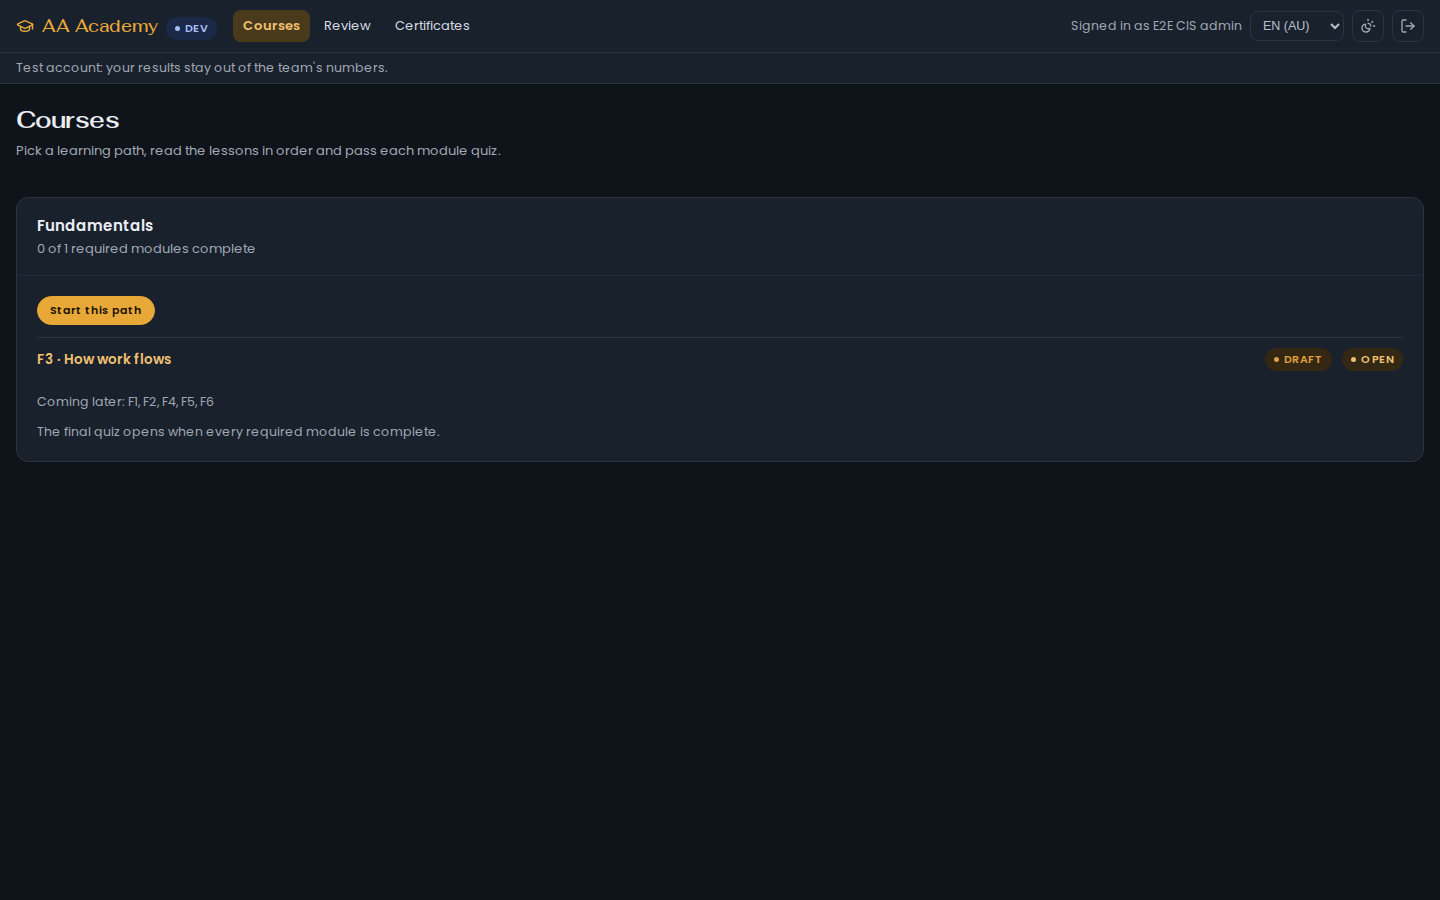 AA Academy
DEV
Courses
Review
Certificates
Signed in as E2E CIS admin
EN (AU)
Test account: your results stay out of the team's numbers.
Courses
Pick a learning path, read the lessons in order and pass each module quiz.
Fundamentals
0 of 1 required modules complete
Start this path
F3 · How work flows
DRAFT
OPEN
Coming later: F1, F2, F4, F5, F6
The final quiz opens when every required module is complete.